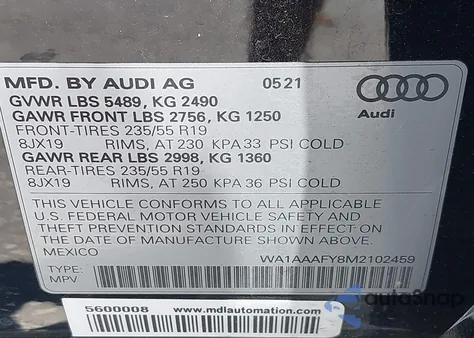 MFD. BY AUDI AG 0521
GVWR LBS 5489, KG 2490
GAWR FRONT LBS 2756, KG 1250
FRONT-TIRES 235/55 R19
8JX19 RIMS, AT 230 KPA 33 PSI COLD
GAWR REAR LBS 2998, KG 1360
REAR-TIRES 235/55 R19
8JX19 RIMS, AT 250 KPA 36 PSI COLD
Audi
THIS VEHICLE CONFORMS TO ALL APPLICABLE
U.S. FEDERAL MOTOR VEHICLE SAFETY AND
THEFT PREVENTION STANDARDS IN EFFECT ON
THE DATE OF MANUFACTURE SHOWN ABOVE.
MEXICO WA1AAAFY8M2102459
TYPE:
MPV
5600008 www.mdlautomation.com
autoSnap